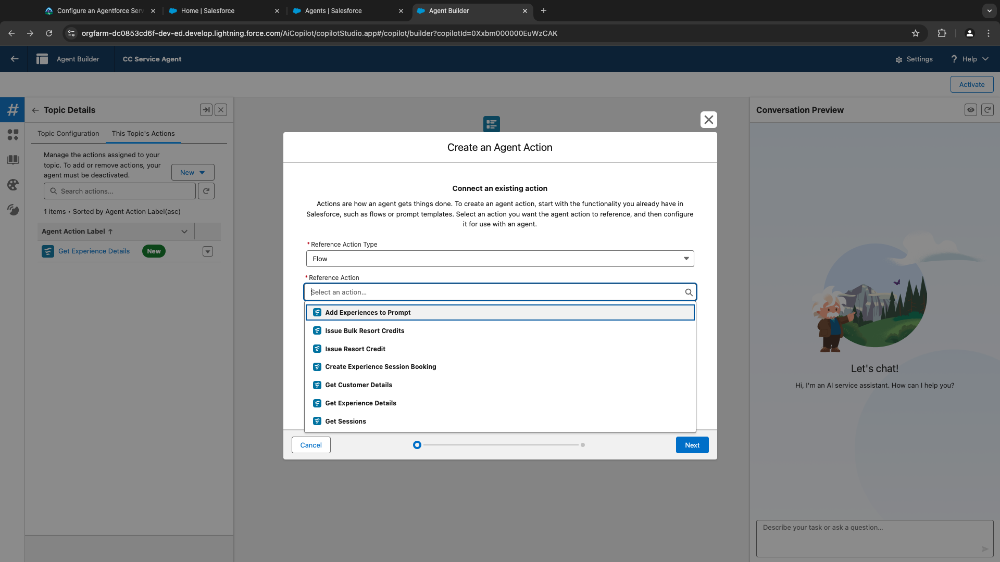 Configure an Agentforce Serv
Home | Salesforce
Agents | Salesforce
Agent Builder
orgfarm-dc0853cd6f-dev-ed.develop.lightning.force.com/AiCopilot/copilotStudio.app#/copilot/builder?copilotId=0Xxbm000000EuWzCAK
Agent Builder
CC Service Agent
Settings
? Help
Activate
Topic Details
Topic Configuration
This Topic's Actions
Manage the actions assigned to your
topic. To add or remove actions, your
agent must be deactivated.
New
Search actions...
1 items • Sorted by Agent Action Label(asc)
Agent Action Label ↑
Get Experience Details
New
Create an Agent Action
Connect an existing action
Actions are how an agent gets things done. To create an agent action, start with the functionality you already have in
Salesforce, such as flows or prompt templates. Select an action you want the agent action to reference, and then configure
it for use with an agent.
*Reference Action Type
Flow
*Reference Action
Select an action...
Add Experiences to Prompt
Issue Bulk Resort Credits
Issue Resort Credit
Create Experience Session Booking
Get Customer Details
Get Experience Details
Get Sessions
Cancel
Next
Conversation Preview
Let's chat!
Hi, I'm an AI service assistant. How can I help you?
Describe your task or ask a question...